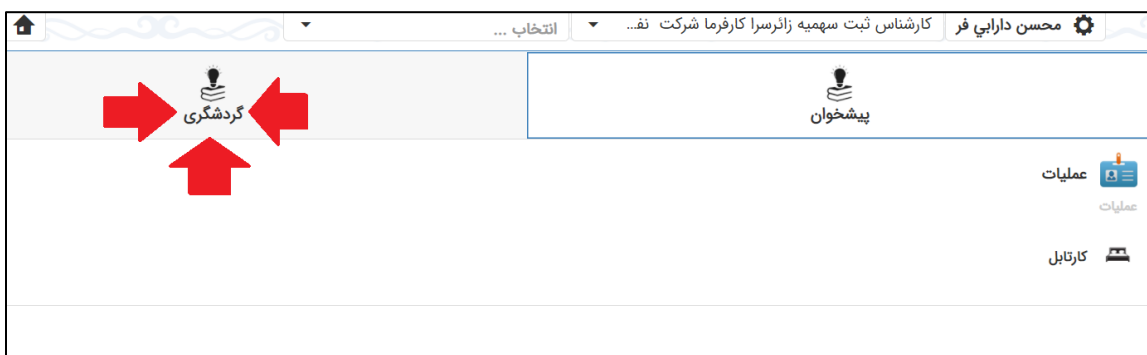 محسن دارابي فر کارشناس ثبت سهمیه زائرسرا کارفرما شرکت نف... انتخاب ...
پیشخوان گردشگری
عملیات
عملیات
کارتابل